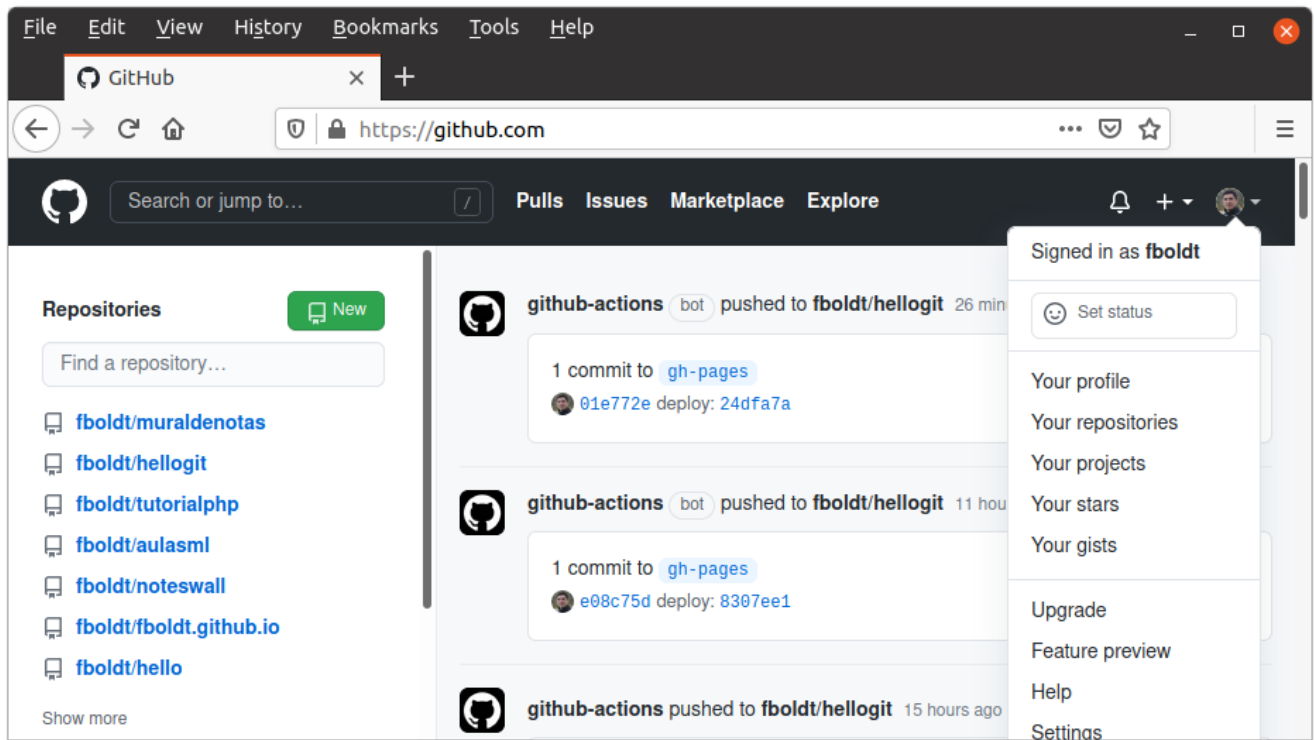 File Edit View History Bookmarks Tools Help
GitHub
https://github.com
Search or jump to… /
Pulls Issues Marketplace Explore
Repositories
New
Find a repository…
fboldt/muraldenotas
fboldt/hellogit
fboldt/tutorialphp
fboldt/aulasml
fboldt/noteswall
fboldt/fboldt.github.io
fboldt/hello
Show more
github-actions bot pushed to fboldt/hellogit 26
1 commit to gh-pages
01e772e deploy: 24dfa7a
github-actions bot pushed to fboldt/hellogit 11
1 commit to gh-pages
e08c75d deploy: 8307ee1
github-actions pushed to fboldt/hellogit 15 hours ago
Signed in as fboldt
Set status
Your profile
Your repositories
Your projects
Your stars
Your gists
Upgrade
Feature preview
Help
Settings